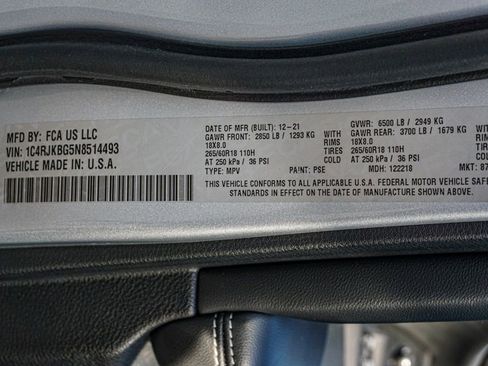 MFD BY: FCA US LLC
VIN: 1C4RJKBG5N8514493
VEHICLE MADE IN: U.S.A.
DATE OF MFR (BUILT): 12-21 GVWR: 6500 LB / 2949 KG
GAWR FRONT: 2850 LB / 1293 KG WITH GAWR REAR: 3700 LB / 1679 KG
18X8.0 RIMS 18X8.0
265/60R18 110H TIRES 265/60R18 110H
AT 250 kPa / 36 PSI COLD AT 250 kPa / 36 PSI
TYPE: MPV PAINT: PSE MDH: 122218 MKT: 87
THIS VEHICLE CONFORMS TO ALL APPLICABLE U.S.A. FEDERAL MOTOR VEHICLE SAFE
STANDARDS IN EFFECT ON THE DATE OF MANUFACTURE SHOWN ABOVE.